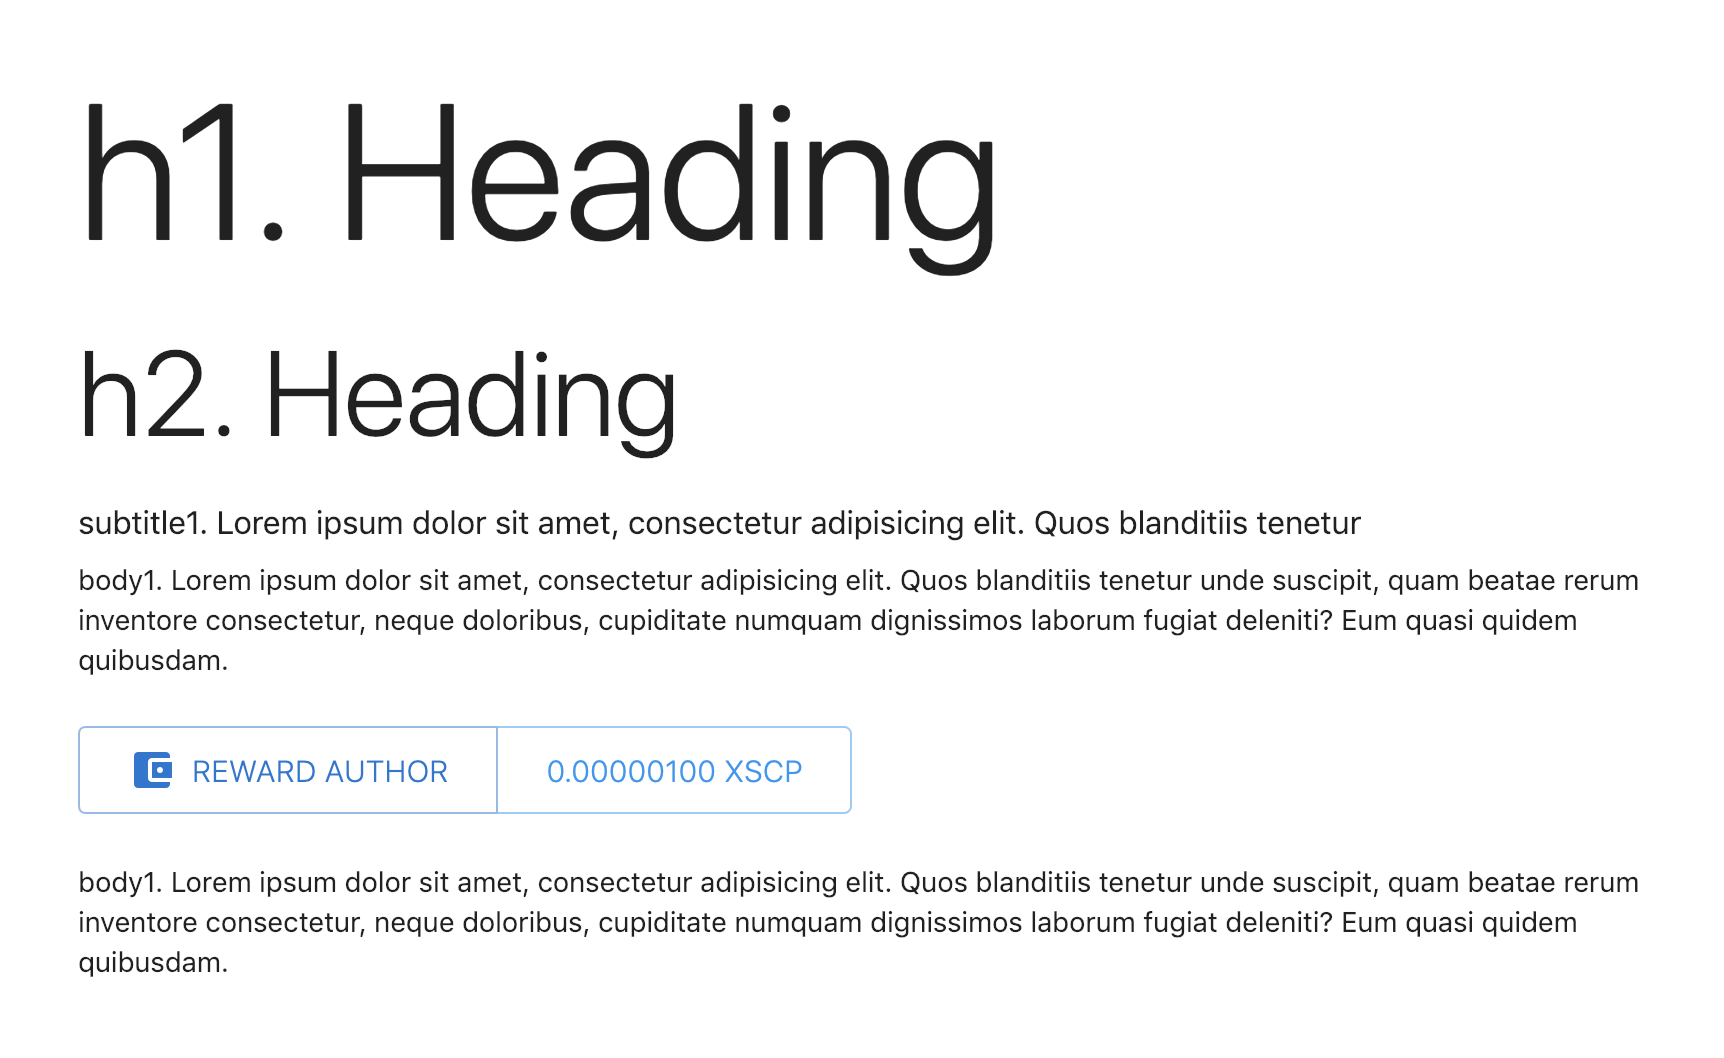 h1. Heading
h2. Heading
subtitle1. Lorem ipsum dolor sit amet, consectetur adipisicing elit. Quos blanditiis tenetur
body1. Lorem ipsum dolor sit amet, consectetur adipisicing elit. Quos blanditiis tenetur unde suscipit, quam beatae rerum
inventore consectetur, neque doloribus, cupiditate numquam dignissimos laborum fugiat deleniti? Eum quasi quidem
quibusdam.
REWARD AUTHOR 0.00000100 XSCP
body1. Lorem ipsum dolor sit amet, consectetur adipisicing elit. Quos blanditiis tenetur unde suscipit, quam beatae rerum
inventore consectetur, neque doloribus, cupiditate numquam dignissimos laborum fugiat deleniti? Eum quasi quidem
quibusdam.